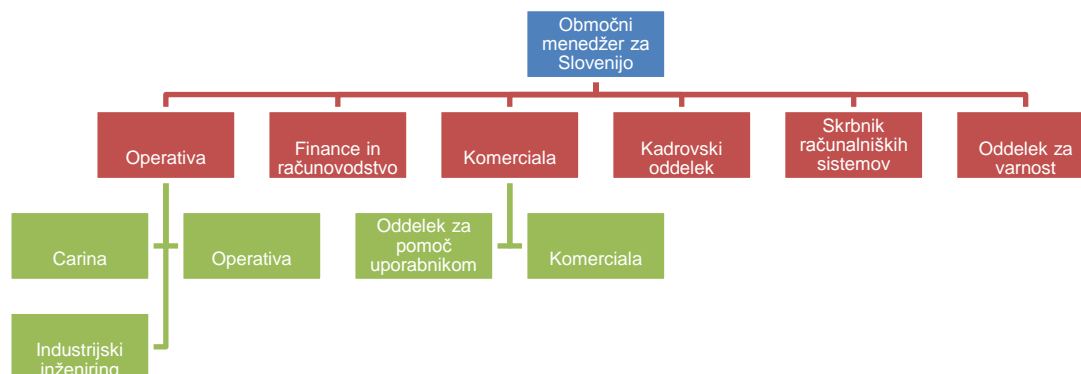 Območni
menedžer za
Slovenijo
Operativa
Finance in
računovodstvo
Komerciala
Kadrovski
oddelek
Skrbnik
računalniških
sistemov
Oddelek za
varnost
Carina
Operativa
Oddelek za
pomoč
uporabnikom
Komerciala
Industrijski
inženiring